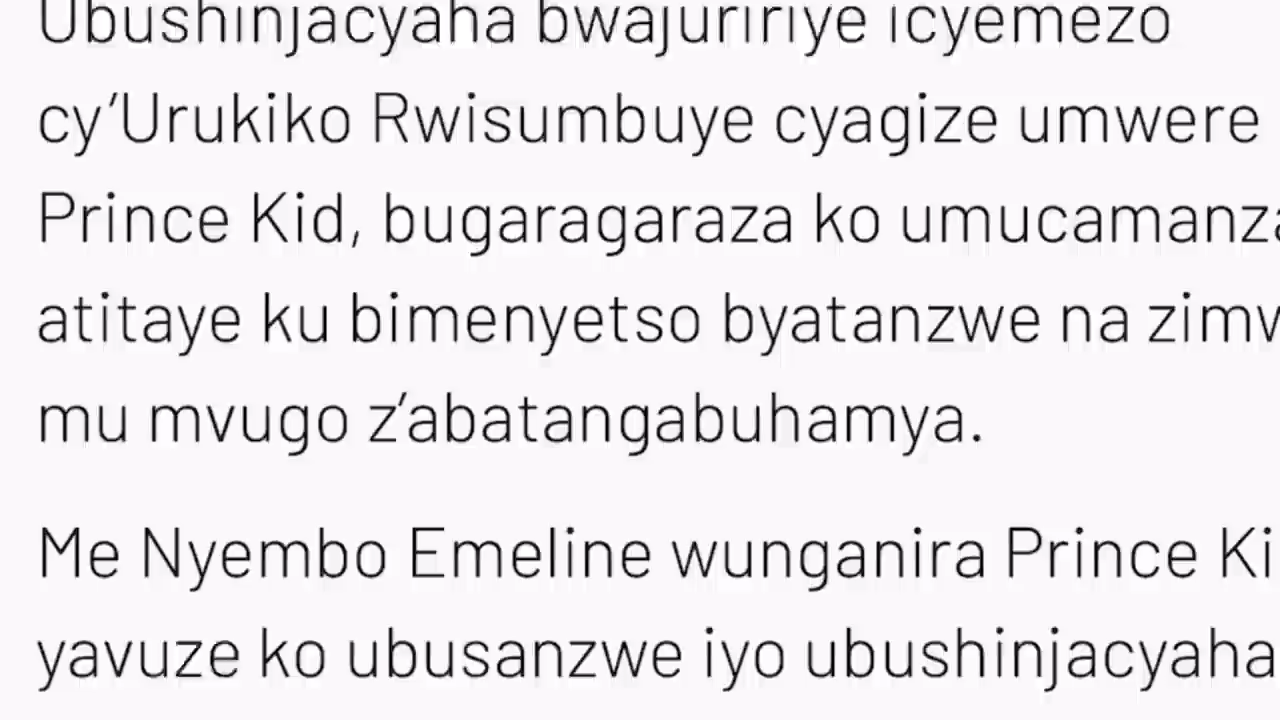 Ubushinjacyaha bwajuririye icyemezo
cy’Urukiko Rwisumbuye cyagize umwere
Prince Kid, bugaragaraza ko umucamanza
atitaye ku bimenyetso byatanzwe na
mu mvugo z’abatangabuhamya.
Me Nyembo Emeline wunganira Prince
yavuze ko ubusanzwe iyo ubushinjacyaha